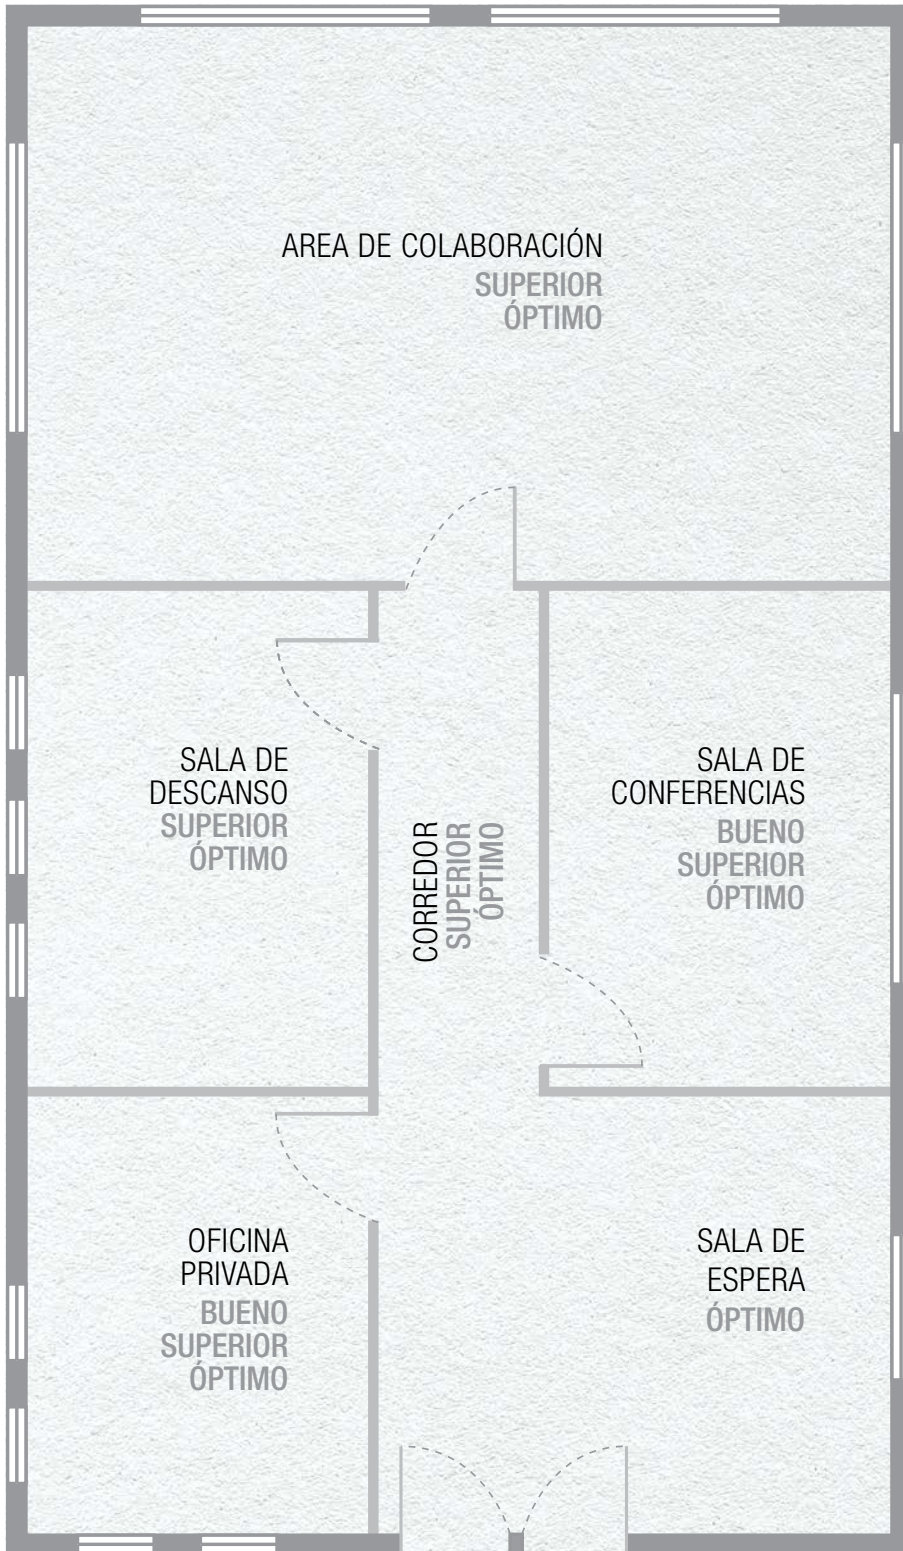 AREA DE COLABORACIÓN
SUPERIOR
ÓPTIMO
SALA DE
DESCANSO
SUPERIOR
ÓPTIMO
CORREDOR
SUPERIOR
ÓPTIMO
SALA DE
CONFERENCIAS
BUENO
SUPERIOR
ÓPTIMO
OFICINA
PRIVADA
BUENO
SUPERIOR
ÓPTIMO
SALA DE
ESPERA
ÓPTIMO